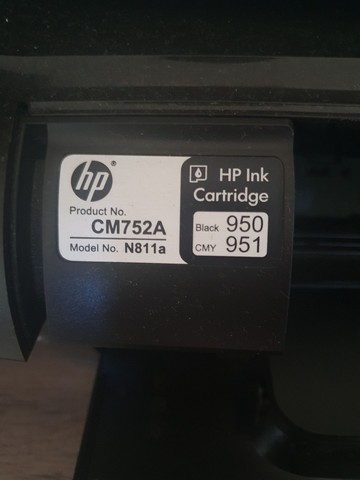 hp
Product No.
CM752A
Model No. N811a
HP Ink
Cartridge
Black 950
CMY 951